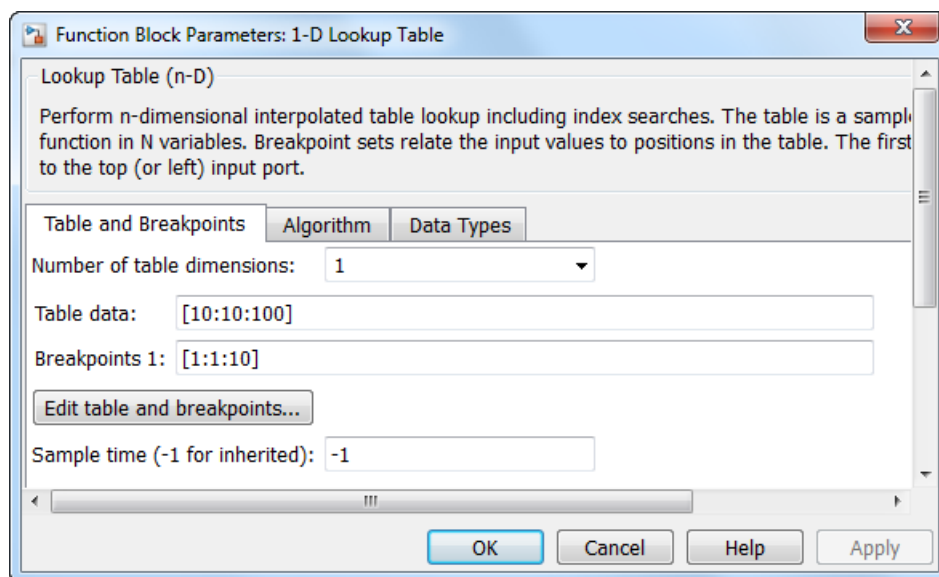 Function Block Parameters: 1-D Lookup Table
Lookup Table (n-D)
Perform n-dimensional interpolated table lookup including index searches. The table is a sampl
function in N variables. Breakpoint sets relate the input values to positions in the table. The first
to the top (or left) input port.
Table and Breakpoints Algorithm Data Types
Number of table dimensions: 1
Table data: [10:10:100]
Breakpoints 1: [1:1:10]
Edit table and breakpoints...
Sample time (-1 for inherited): -1
OK Cancel Help Apply